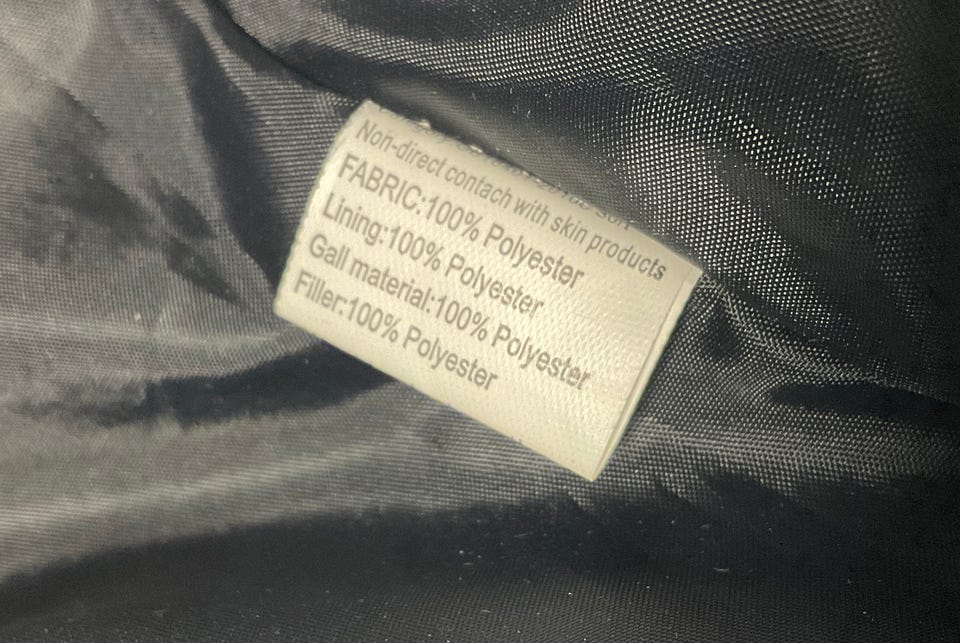 Non-direct contach with skin products
FABRIC:100% Polyester
Lining:100% Polyester
Gall material:100% Polyester
Filler:100% Polyester